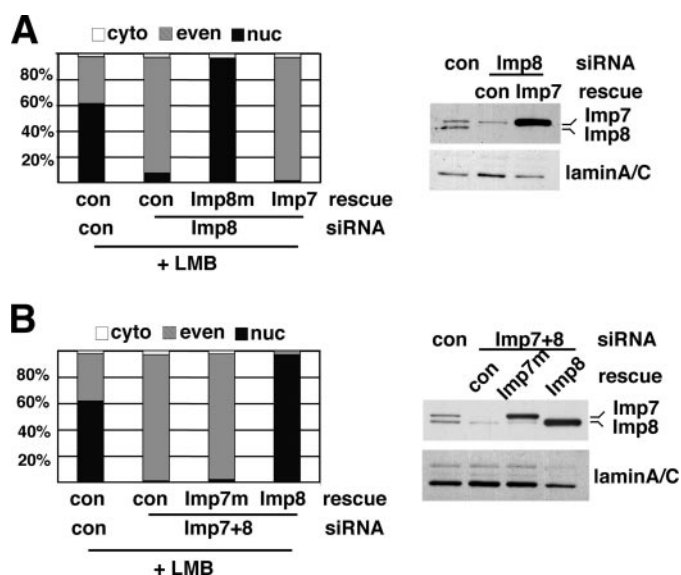 A
cyto even nuc
80%
60%
40%
20%
con con Imp8m Imp7 rescue
con Imp8 siRNA
+ LMB
con Imp8 siRNA
con Imp7 rescue
Imp7
Imp8
laminA/C
B
cyto even nuc
80%
60%
40%
20%
con con Imp7m Imp8 rescue
con Imp7+8 siRNA
+ LMB
con Imp7+8 siRNA
con Imp7m Imp8 rescue
Imp7
Imp8
laminA/C